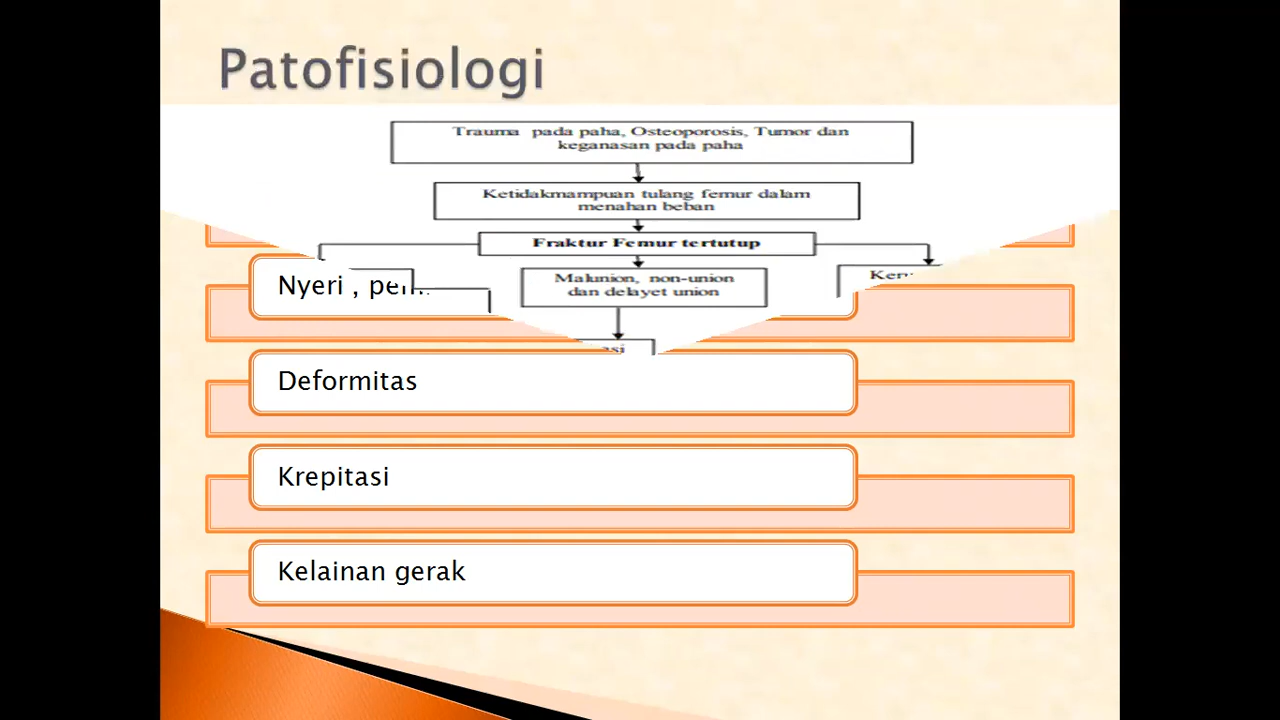 Patofisiologi
Trauma pada paha, Osteoporosis, Tumor dan
keganasan pada paha
Ketidakmampuan tulang femur dalam
menahan beban
Fraktur Femur tertutup
Malunion, non-union
dan delayet union
Nyeri ,
Deformitas
Krepitasi
Kelainan gerak